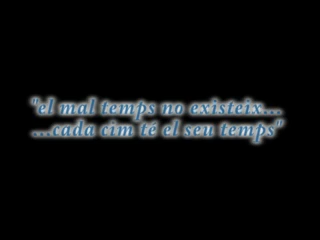 "el mal temps no existeix...
...cada cim té el seu temps"